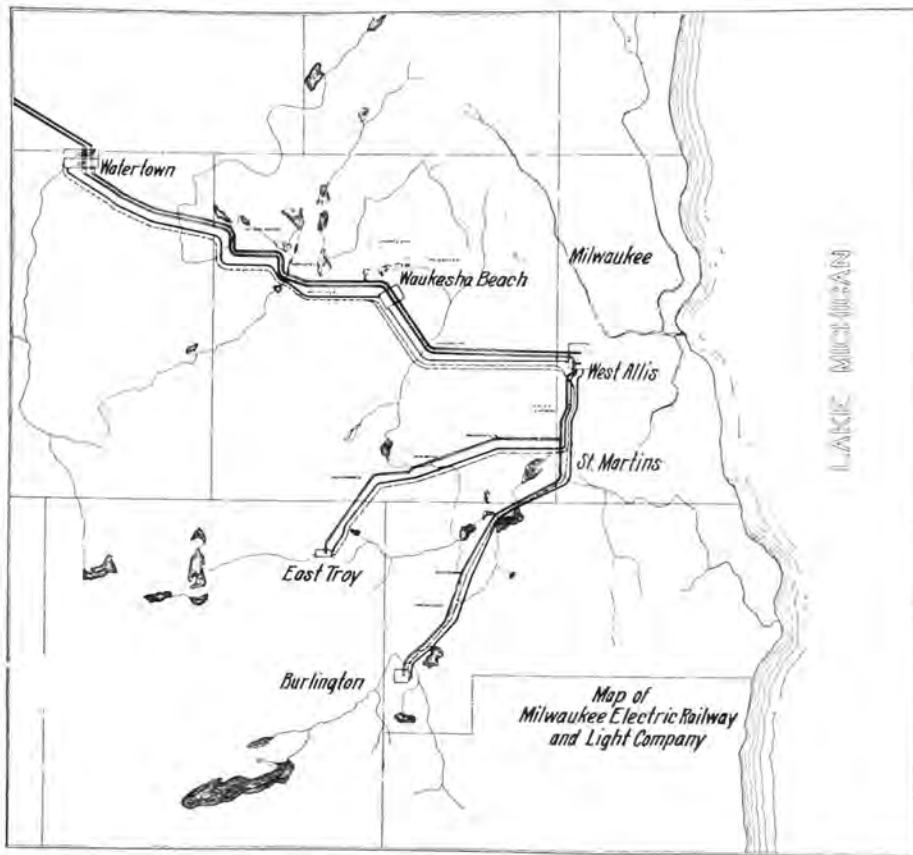 Watertown
Milwaukee
Waukesha Beach
LAKE MICHIGAN
West Allis
St. Martins
East Troy
Burlington
Map of
Milwaukee Electric Railway
and Light Company